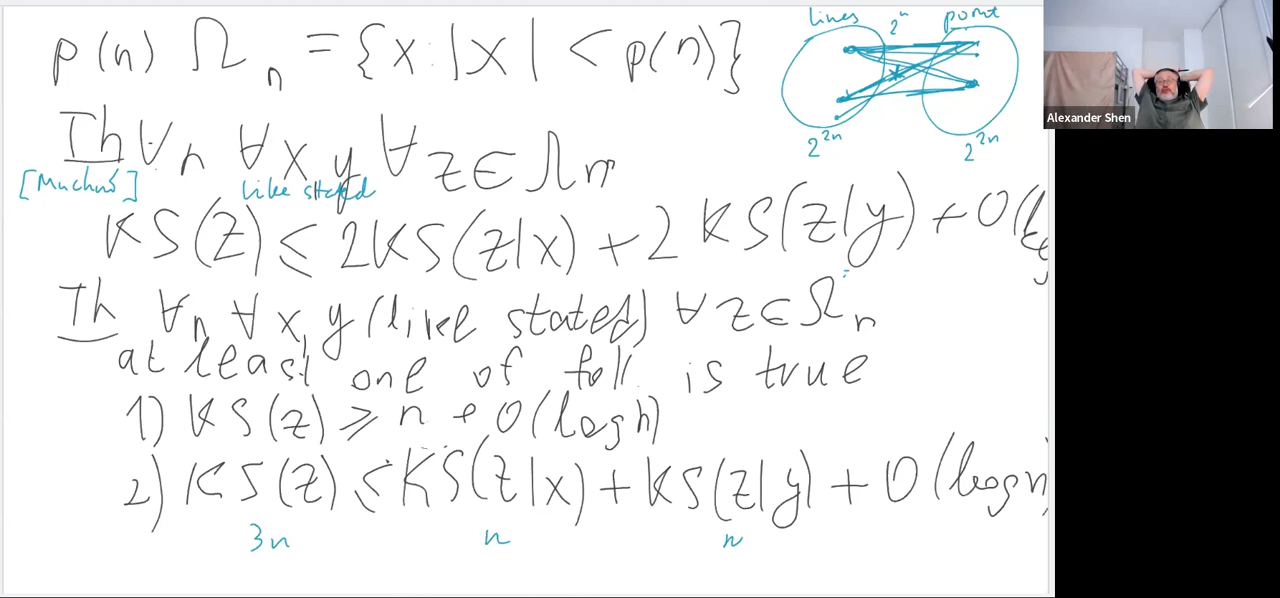 p(n) Ω_n = {x : |x| < p(n)}
lines 2^n point
2^{2n} 2^{2n}
Alexander Shen
Th ∀n ∀x,y ∀z∈Ω_n
[Muchnik] like stated
KS(z) ≤ 2KS(z|x) + 2KS(z|y) + O(
Th ∀n ∀x,y (like stated) ∀z∈Ω_n
at least one of foll. is true
1) KS(z) ≥ n + O(log n)
2) KS(z) ≤ KS(z|x) + KS(z|y) + O(log n)
3n n n